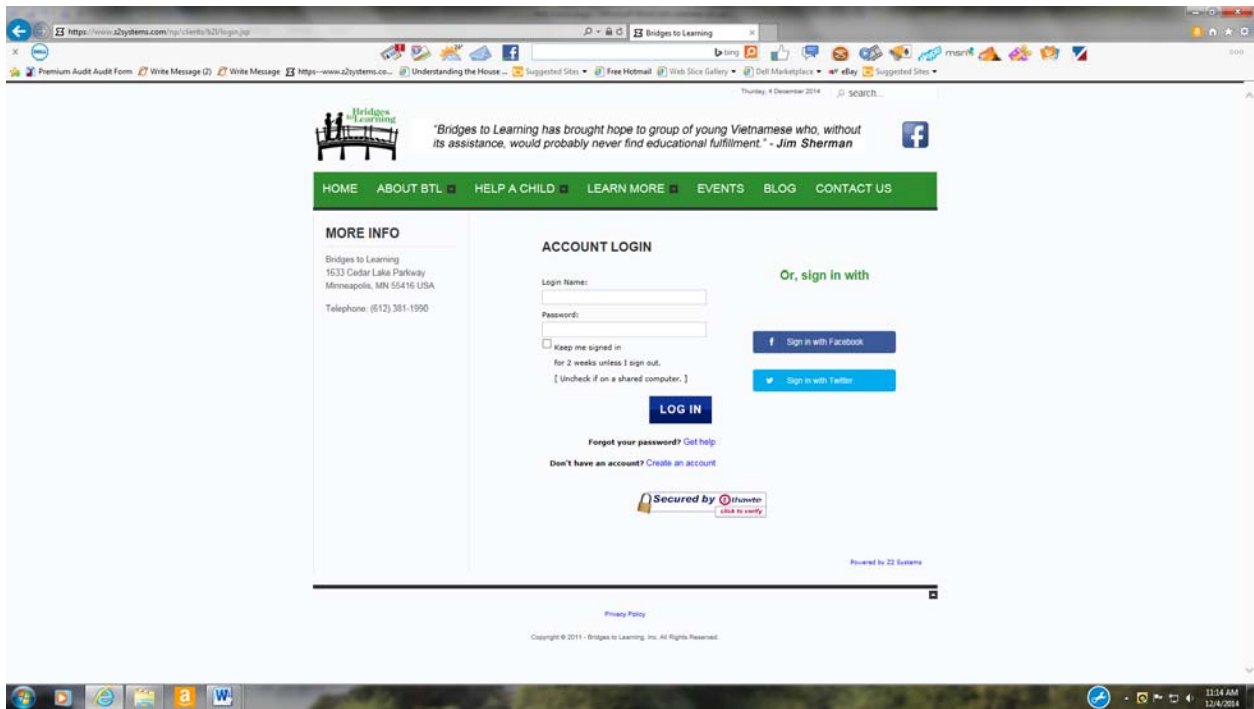 https://www.z2systems.com/np/clients/b2l/login.jsp
Bridges to Learning
DELL
bing
msn
Premium Audit Audit Form
Write Message (2)
Write Message
https--www.z2systems.co...
Understanding the House ...
Suggested Sites
Free Hotmail
Web Slice Gallery
Dell Marketplace
eBay
Suggested Sites
Thursday, 4 December 2014
search...
Bridges
to Learning
"Bridges to Learning has brought hope to group of young Vietnamese who, without
its assistance, would probably never find educational fulfillment." - Jim Sherman
HOME ABOUT BTL HELP A CHILD LEARN MORE EVENTS BLOG CONTACT US
MORE INFO
Bridges to Learning
1633 Cedar Lake Parkway
Minneapolis, MN 55416 USA
Telephone: (612) 381-1990
ACCOUNT LOGIN
Login Name:
Password:
Keep me signed in
for 2 weeks unless I sign out.
[ Uncheck if on a shared computer. ]
LOG IN
Forgot your password? Get help
Don't have an account? Create an account
Or, sign in with
Sign in with Facebook
Sign in with Twitter
Secured by thawte
click to verify
Powered by Z2 Systems
Privacy Policy
Copyright © 2011 - Bridges to Learning, Inc. All Rights Reserved.
11:14 AM
12/4/2014